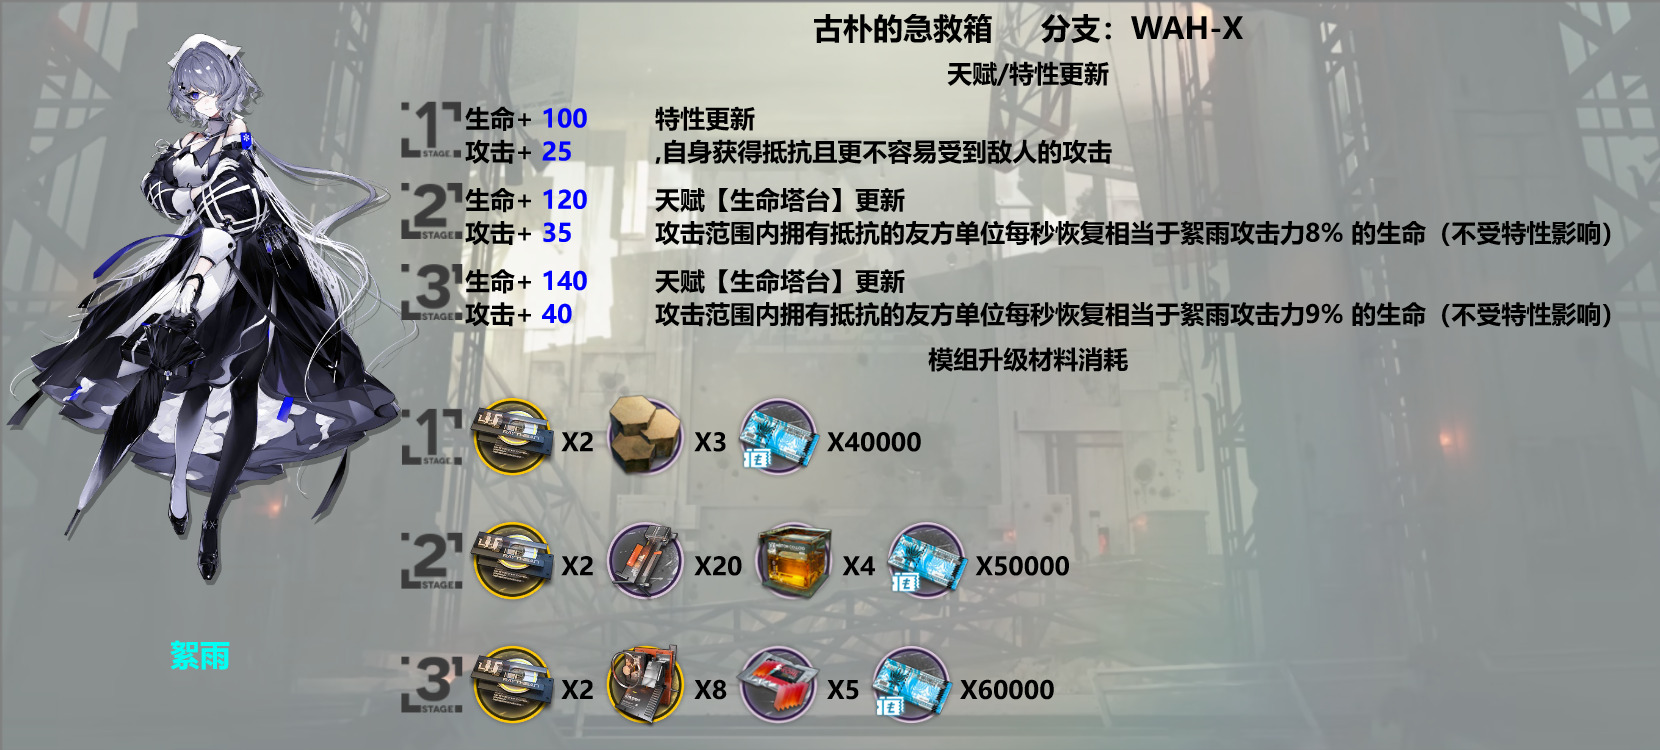 古朴的急救箱 分支：WAH-X
天赋/特性更新
1 STAGE. 生命+ 100 特性更新
攻击+ 25 ,自身获得抵抗且更不容易受到敌人的攻击
2 STAGE. 生命+ 120 天赋【生命塔台】更新
攻击+ 35 攻击范围内拥有抵抗的友方单位每秒恢复相当于絮雨攻击力8% 的生命（不受特性影响）
3 STAGE. 生命+ 140 天赋【生命塔台】更新
攻击+ 40 攻击范围内拥有抵抗的友方单位每秒恢复相当于絮雨攻击力9% 的生命（不受特性影响）
模组升级材料消耗
1 STAGE. X2 X3 X40000
2 STAGE. X2 X20 X4 X50000
絮雨
3 STAGE. X2 X8 X5 X60000